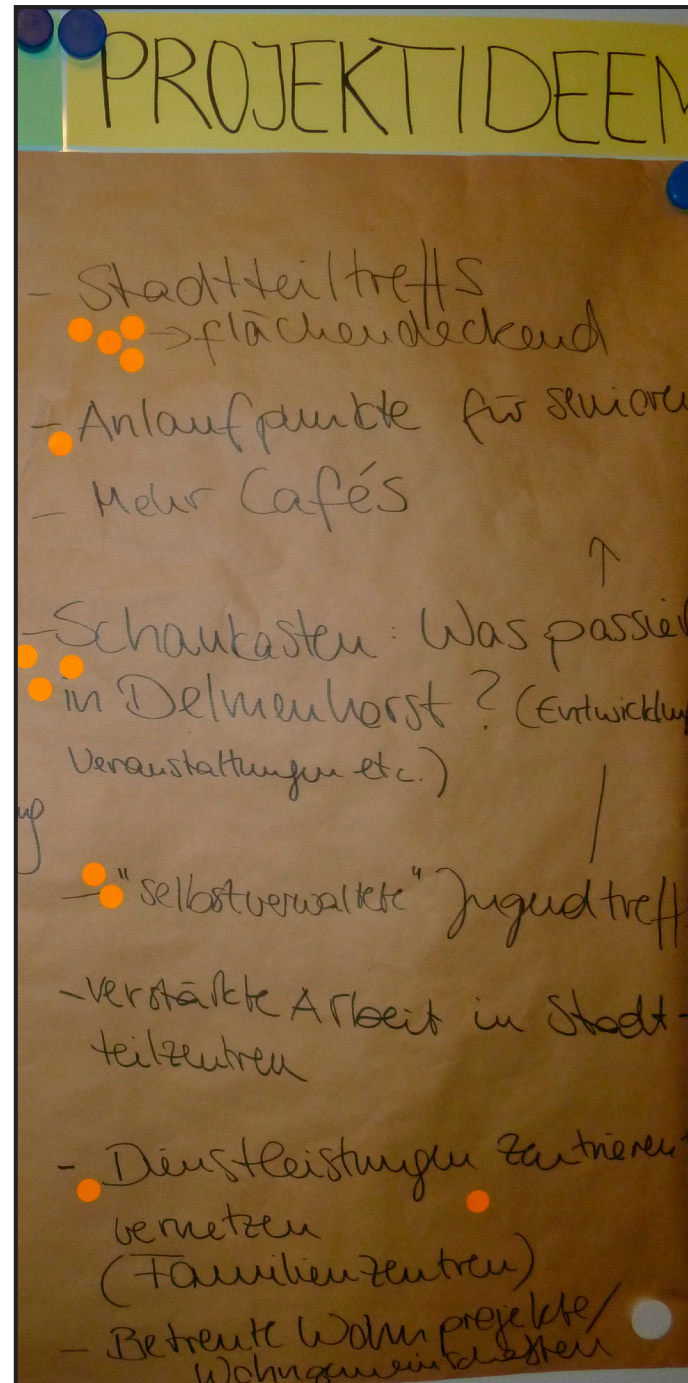 PROJEKTIDEEN
- Stadtteiltreffs
→ flächendeckend
- Anlaufpunkte für Senioren
- Mehr Cafés
- Schaukasten: Was passier
in Delmenhorst? (Entwicklung
Veranstaltungen etc.)
- "selbstverwaltete" Jugendtreffs
- verstärkte Arbeit in Stadt-
teilzentren
- Dienstleistungen zentrieren +
vernetzen
(Familienzentren)
- Betreute Wohnprojekte/
Wohngemeinschaften